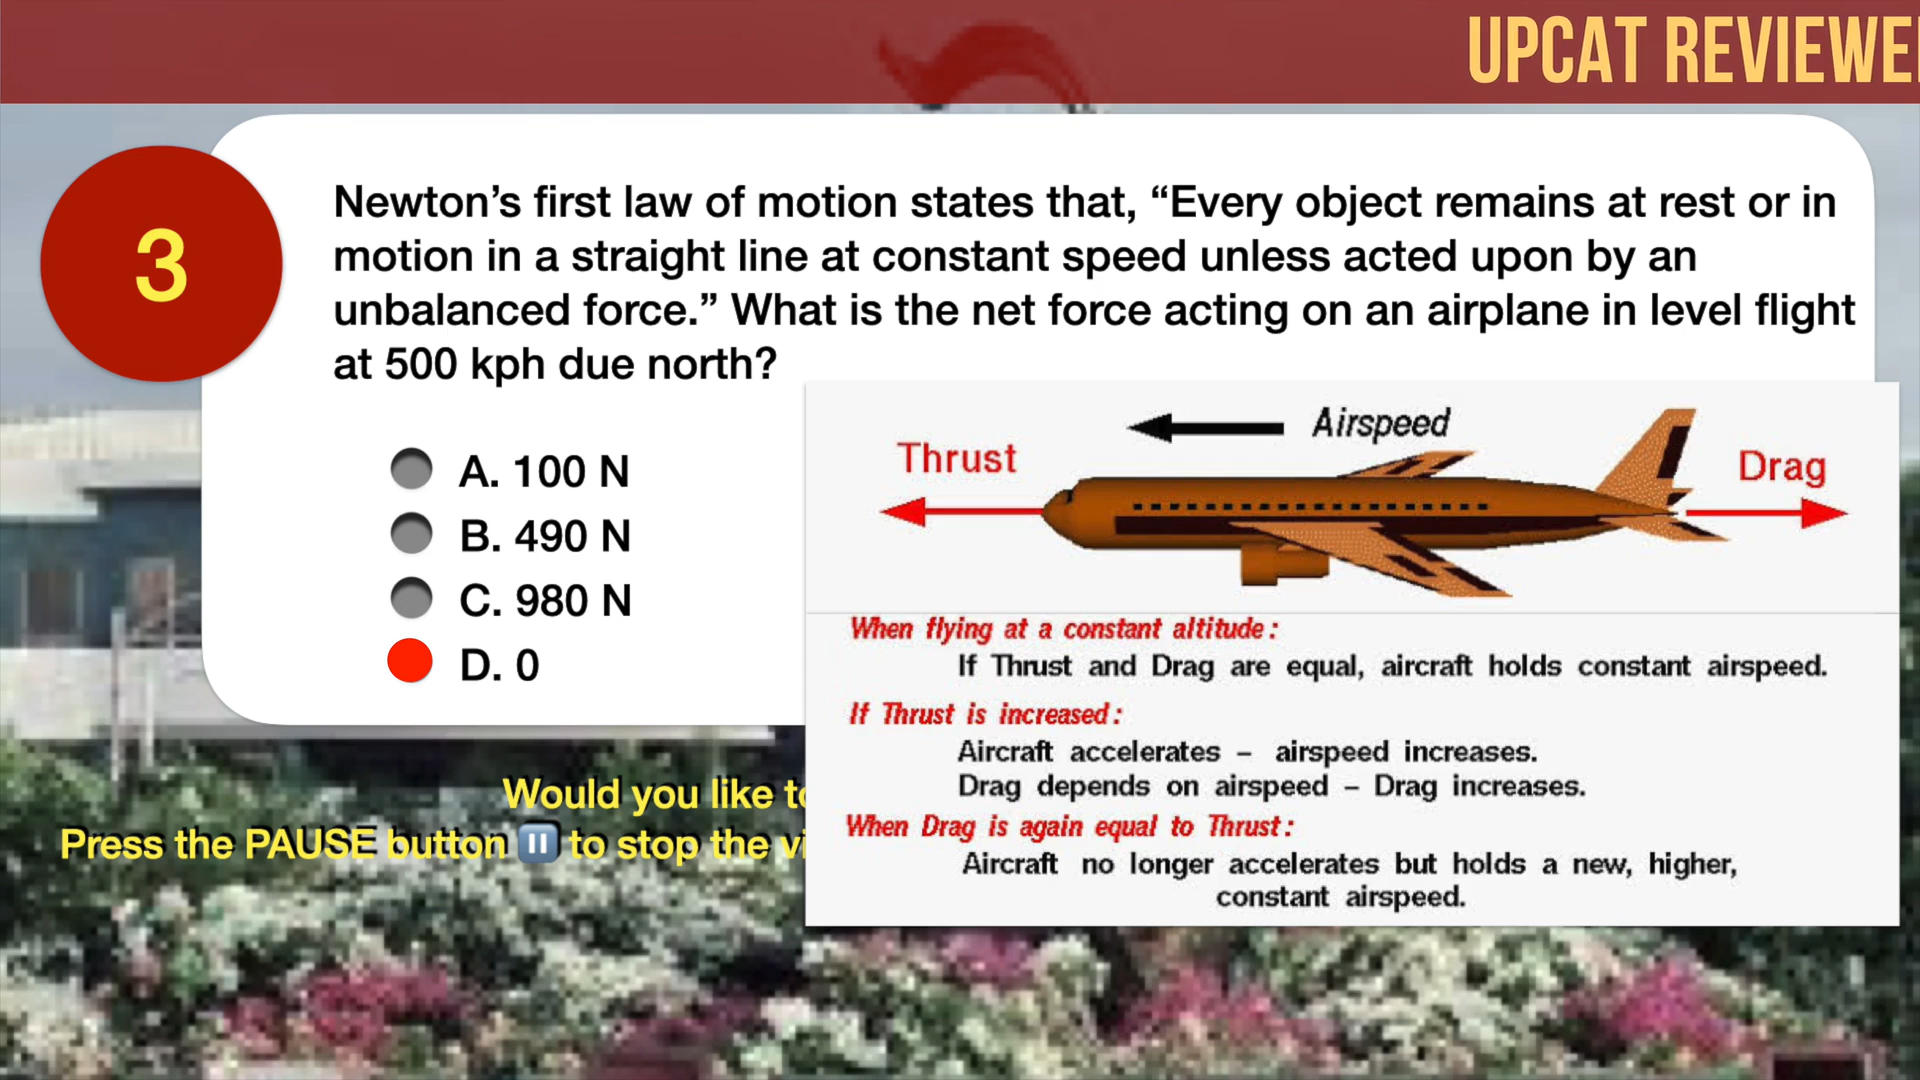 UPCAT REVIEWE
3
Newton’s first law of motion states that, “Every object remains at rest or in
motion in a straight line at constant speed unless acted upon by an
unbalanced force.” What is the net force acting on an airplane in level flight
at 500 kph due north?
A. 100 N
B. 490 N
C. 980 N
D. 0
Airspeed
Thrust
Drag
When flying at a constant altitude:
If Thrust and Drag are equal, aircraft holds constant airspeed.
If Thrust is increased:
Aircraft accelerates – airspeed increases.
Drag depends on airspeed – Drag increases.
When Drag is again equal to Thrust:
Aircraft no longer accelerates but holds a new, higher,
constant airspeed.
Would you like to
Press the PAUSE button ⏸ to stop the vi